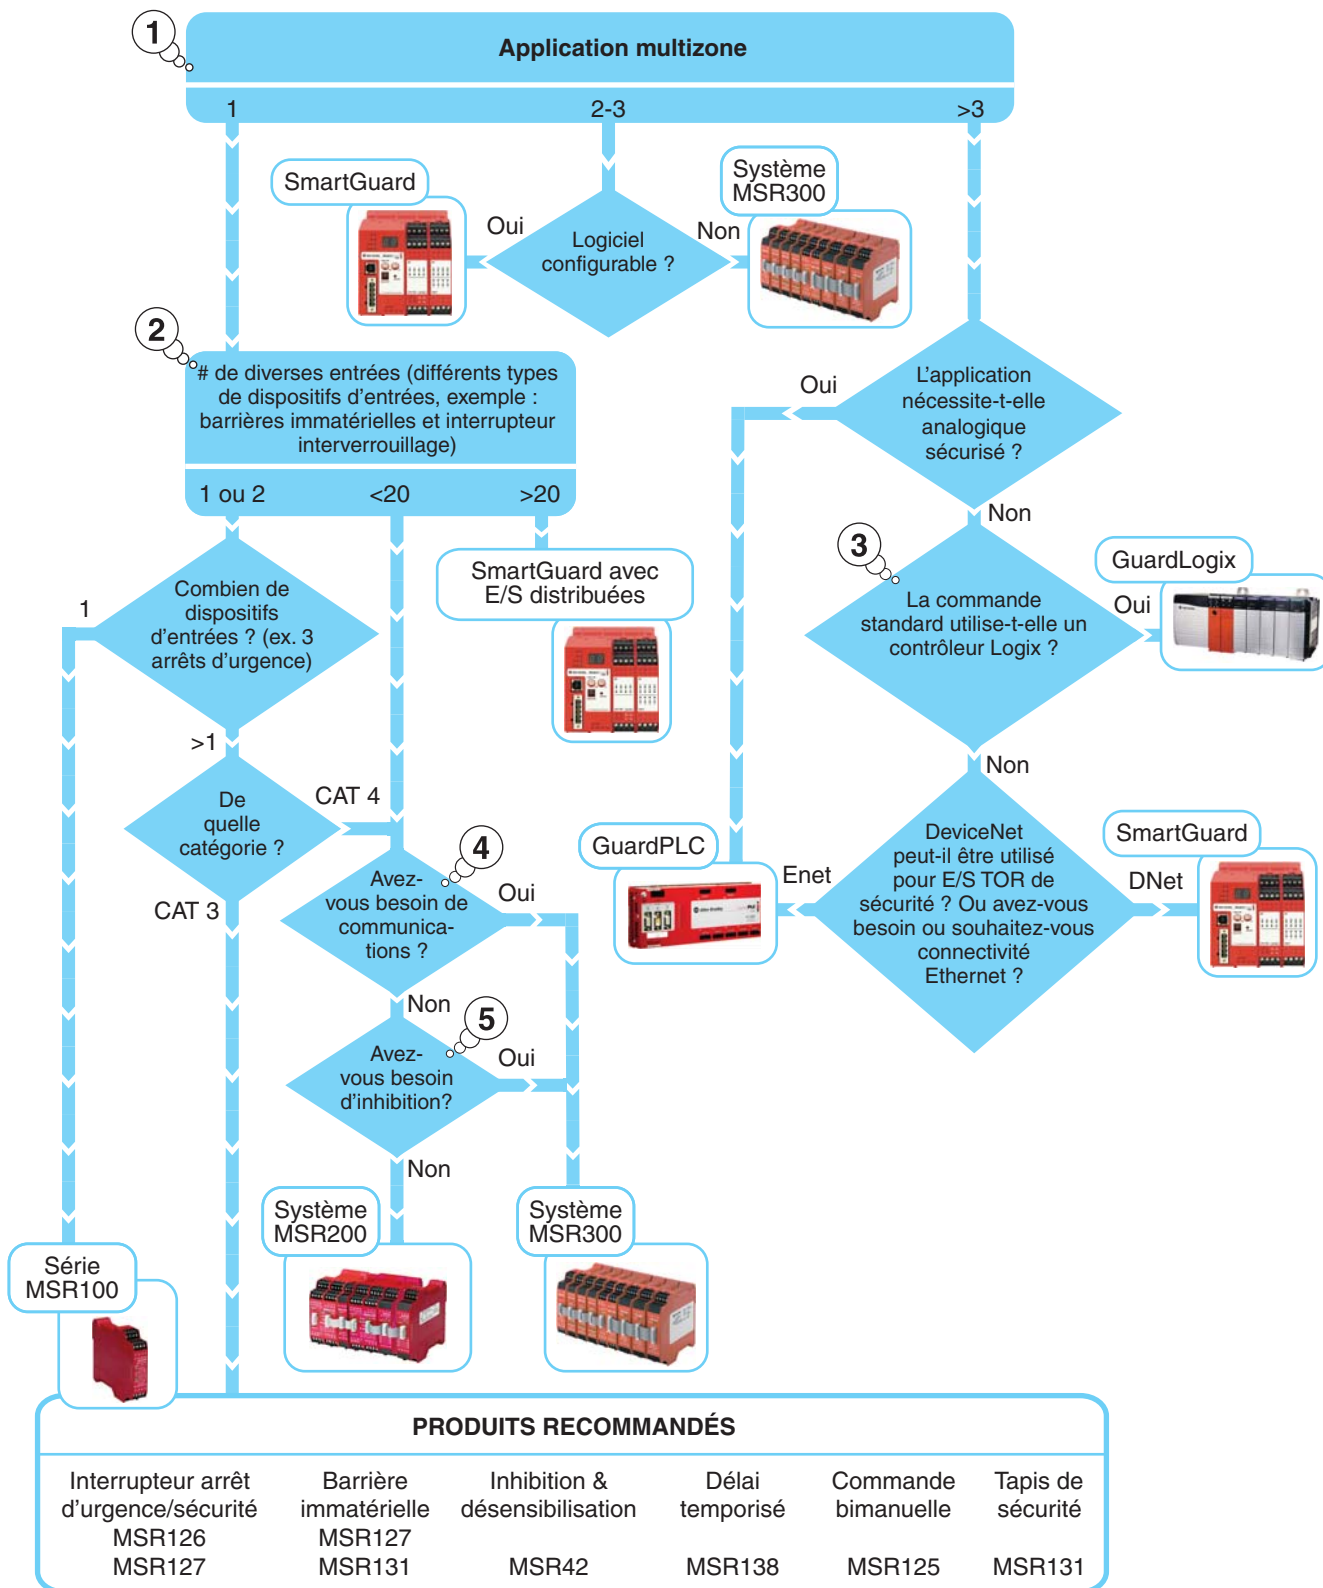 1
Application multizone
1
2-3
>3
SmartGuard
Système
MSR300
Oui
Non
Logiciel
configurable ?
2
# de diverses entrées (différents types
de dispositifs d'entrées, exemple :
barrières immatérielles et interrupteur
interverrouillage)
1 ou 2
<20
>20
Oui
L'application
nécessite-t-elle
analogique
sécurisé ?
Non
SmartGuard avec
E/S distribuées
3
GuardLogix
Oui
La commande
standard utilise-t-elle un
contrôleur Logix ?
Non
1
Combien de
dispositifs
d'entrées ? (ex. 3
arrêts d'urgence)
>1
De
quelle
catégorie ?
CAT 4
CAT 3
4
Avez-
vous besoin de
communica-
tions ?
Oui
Non
GuardPLC
Enet
DeviceNet
peut-il être utilisé
pour E/S TOR de
sécurité ? Ou avez-vous
besoin ou souhaitez-vous
connectivité
Ethernet ?
DNet
SmartGuard
5
Avez-
vous besoin
d'inhibition?
Oui
Non
Système
MSR200
Système
MSR300
Série
MSR100
PRODUITS RECOMMANDÉS
Interrupteur arrêt
d'urgence/sécurité
MSR126
MSR127
Barrière
immatérielle
MSR127
MSR131
Inhibition &
désensibilisation
MSR42
Délai
temporisé
MSR138
Commande
bimanuelle
MSR125
Tapis de
sécurité
MSR131